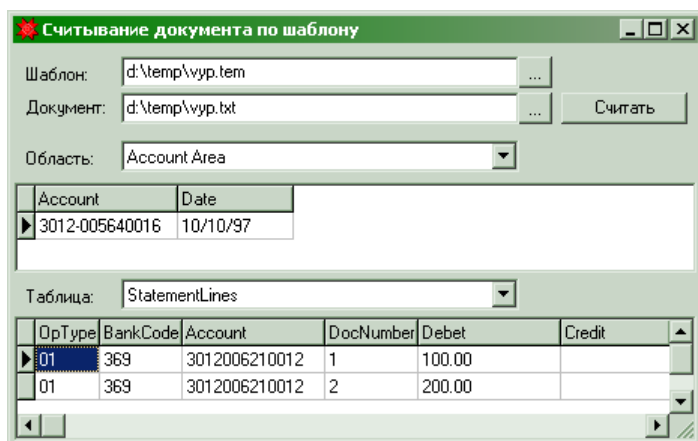 Считывание документа по шаблону
Шаблон: d:\temp\vyp.tem ...
Документ: d:\temp\vyp.txt ... Считать
Область: Account Area
Account Date
3012-005640016 10/10/97
Таблица: StatementLines
OpType BankCode Account DocNumber Debet Credit
01 369 3012006210012 1 100.00
01 369 3012006210012 2 200.00